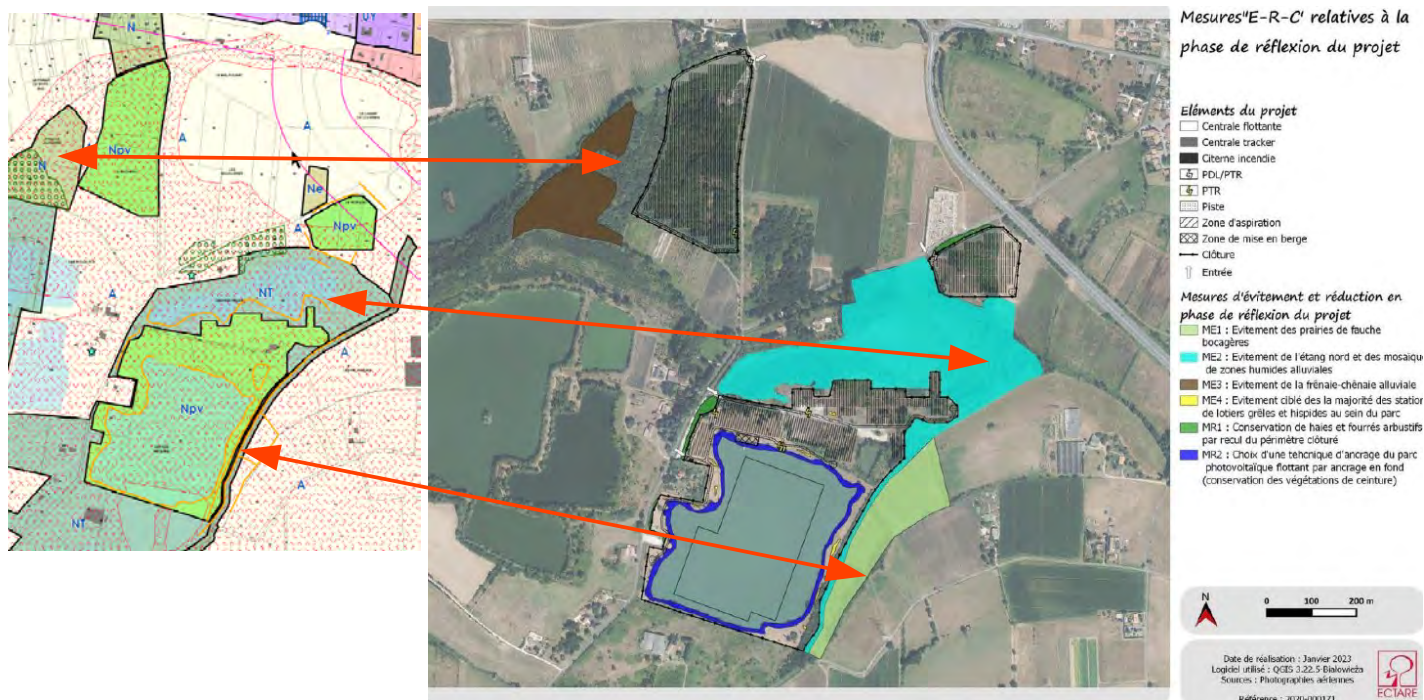 N
UY
Npv
A
A
A
N
Ne
Npv
A
NT
A
A
Npv
A
NT
Mesures"E-R-C' relatives à la
phase de réflexion du projet
Eléments du projet
Centrale flottante
Centrale tracker
Citerne incendie
PDL/PTR
PTR
Piste
Zone d'aspiration
Zone de mise en berge
Clôture
Entrée
Mesures d'évitement et réduction en
phase de réflexion du projet
ME1 : Evitement des prairies de fauche
bocagères
ME2 : Evitement de l'étang nord et des mosaïque
de zones humides alluviales
ME3 : Evitement de la frênaie-chênaie alluviale
ME4 : Evitement ciblé des la majorité des station
de lotiers grêles et hispides au sein du parc
MR1 : Conservation de haies et fourrés arbustifs
par recul du périmètre clôturé
MR2 : Choix d'une tehcnique d'ancrage du parc
photovoltaïque flottant par ancrage en fond
(conservation des végétations de ceinture)
N
0 100 200 m
Date de réalisation : Janvier 2023
Logiciel utilisé : QGIS 3.22.5-Bialowieża
Sources : Photographies aériennes
Référence : 2020-000171
ECTARE